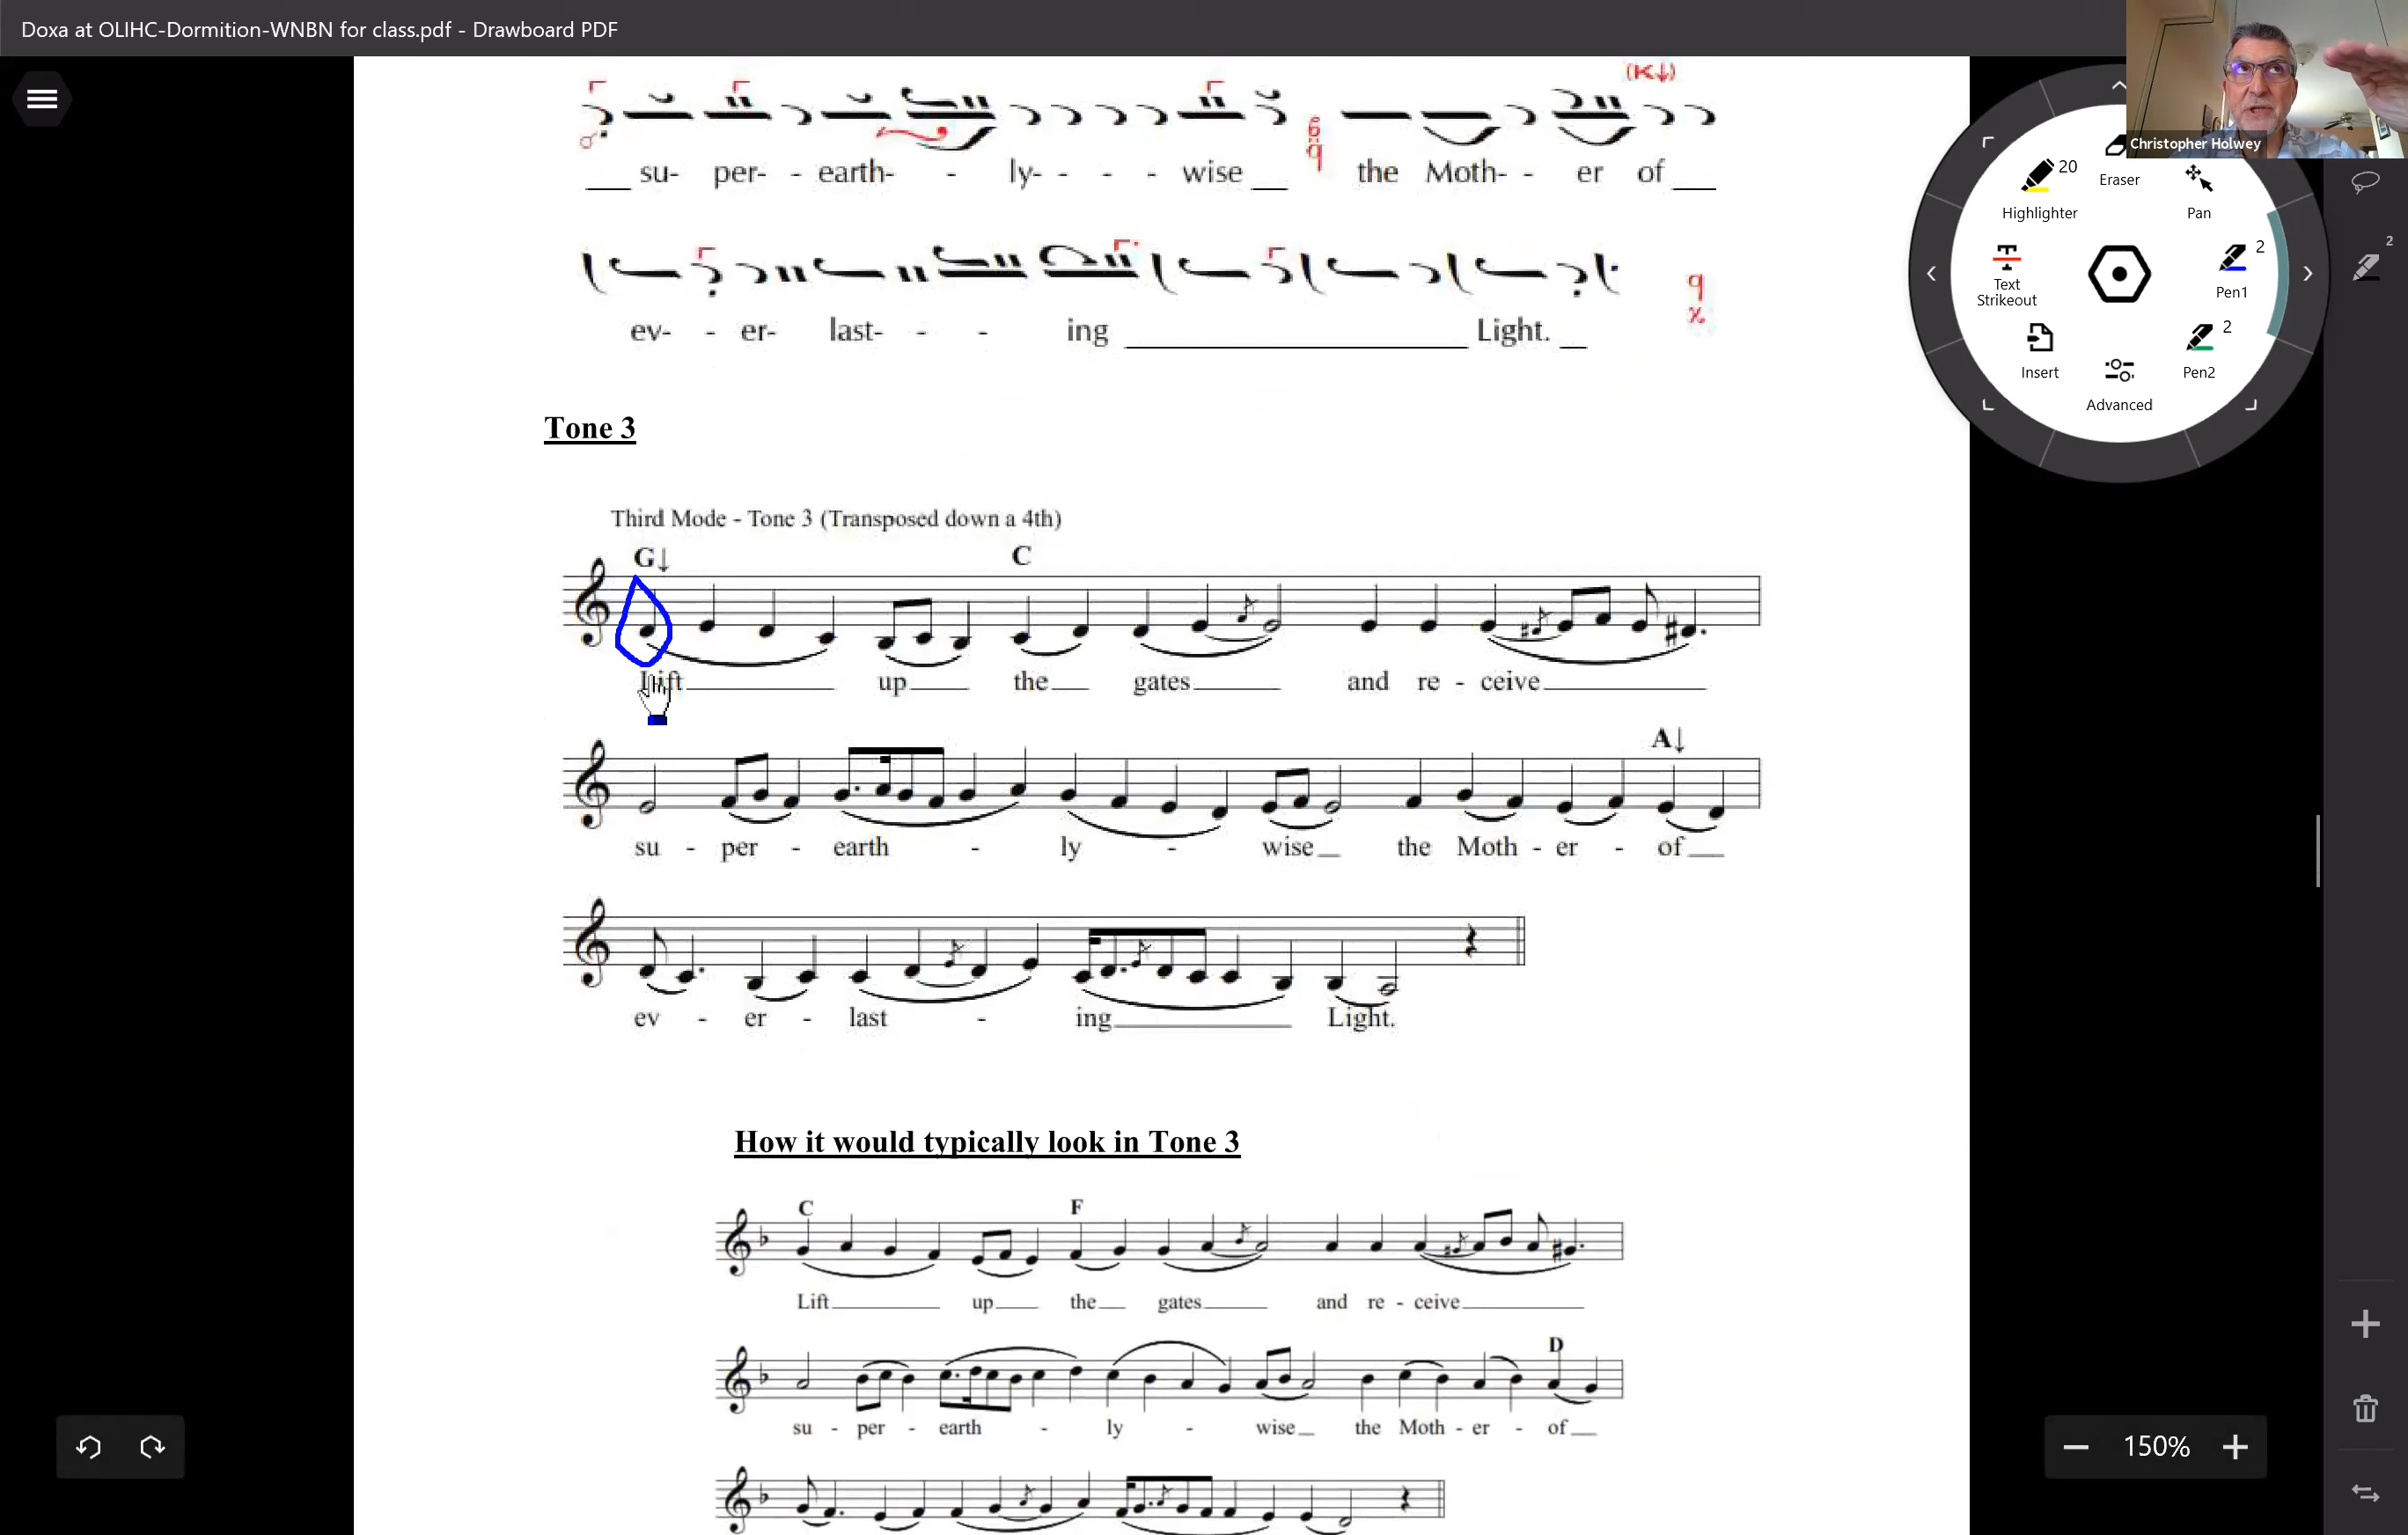 Doxa at OLIHC-Dormition-WNBN for class.pdf - Drawboard PDF
Christopher Holwey
20
Highlighter
Eraser
Pan
Text
Strikeout
2
Pen1
2
Insert
2
Pen2
Advanced
(K↓)
su- per- - earth- - ly- - - - wise the Moth- - er of
ev- - er- last- - - ing Light.
Tone 3
Third Mode - Tone 3 (Transposed down a 4th)
G↓ C
Lift up the gates and re - ceive
A↓
su - per - earth - ly - wise the Moth - er - of
ev - er - last - ing Light.
How it would typically look in Tone 3
C F
Lift up the gates and re - ceive
D
su - per - earth - ly - wise the Moth - er - of
150%